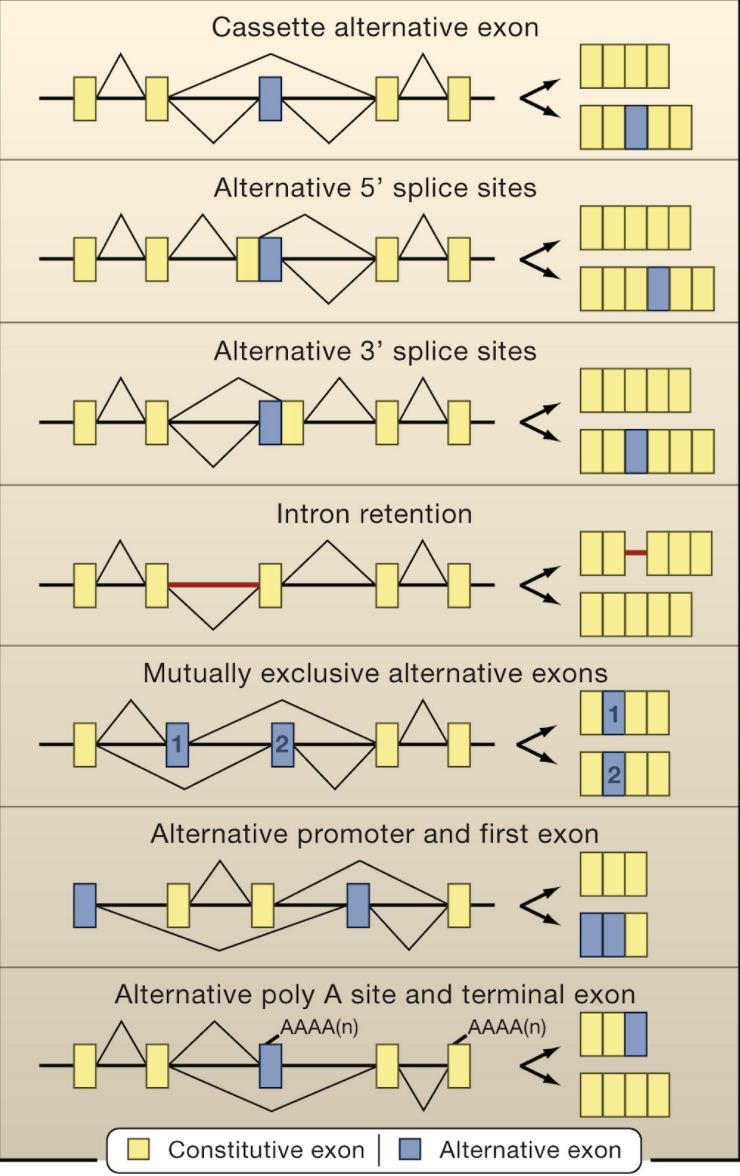 Cassette alternative exon
Alternative 5’ splice sites
Alternative 3’ splice sites
Intron retention
Mutually exclusive alternative exons
1
1 2
2
Alternative promoter and first exon
Alternative poly A site and terminal exon
AAAA(n) AAAA(n)
Constitutive exon | Alternative exon